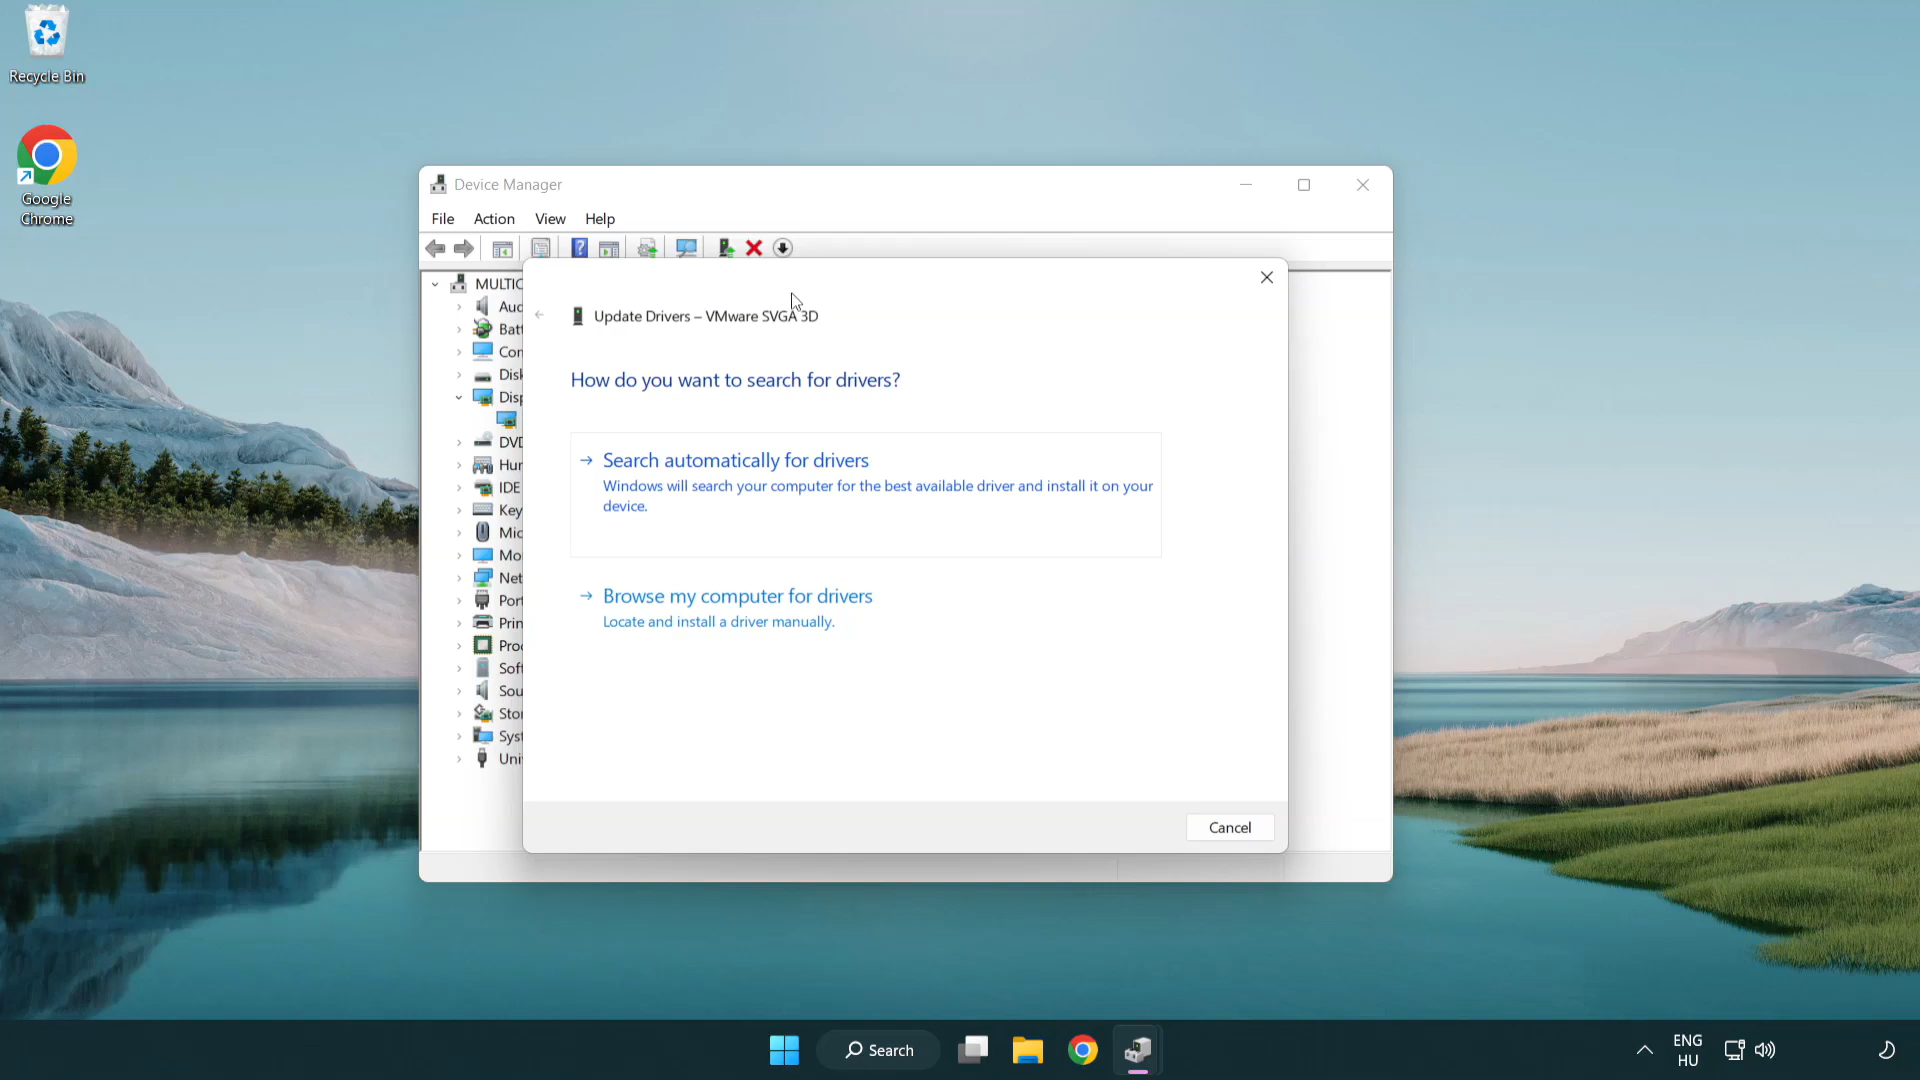 Recycle Bin
Google
Chrome
Device Manager
File Action View Help
Update Drivers – VMware SVGA 3D
How do you want to search for drivers?
Search automatically for drivers
Windows will search your computer for the best available driver and install it on your
device.
Browse my computer for drivers
Locate and install a driver manually.
Cancel
MULTIC
Aud
Batt
Con
Disk
Disp
DVD
Hur
IDE
Key
Mic
Mo
Net
Port
Prin
Proc
Soft
Sou
Stor
Syst
Uni
Search
ENG
HU